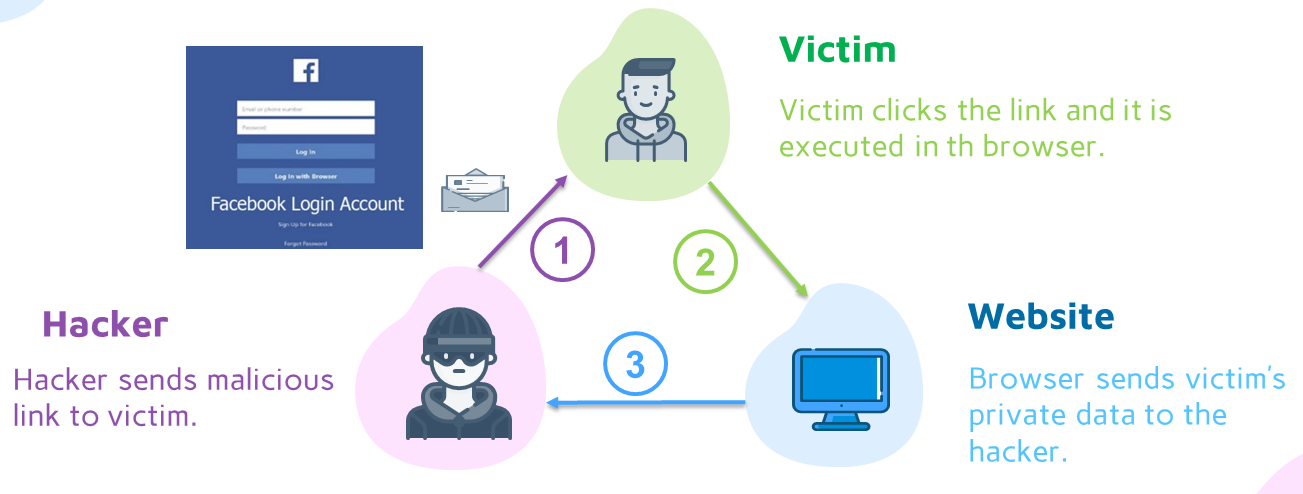 f
Email or phone number
Password
Log In
Log In with Browser
Facebook Login Account
Sign Up for Facebook
Forgot Password
Victim
Victim clicks the link and it is
executed in th browser.
1
2
Hacker
Hacker sends malicious
link to victim.
3
Website
Browser sends victim's
private data to the
hacker.